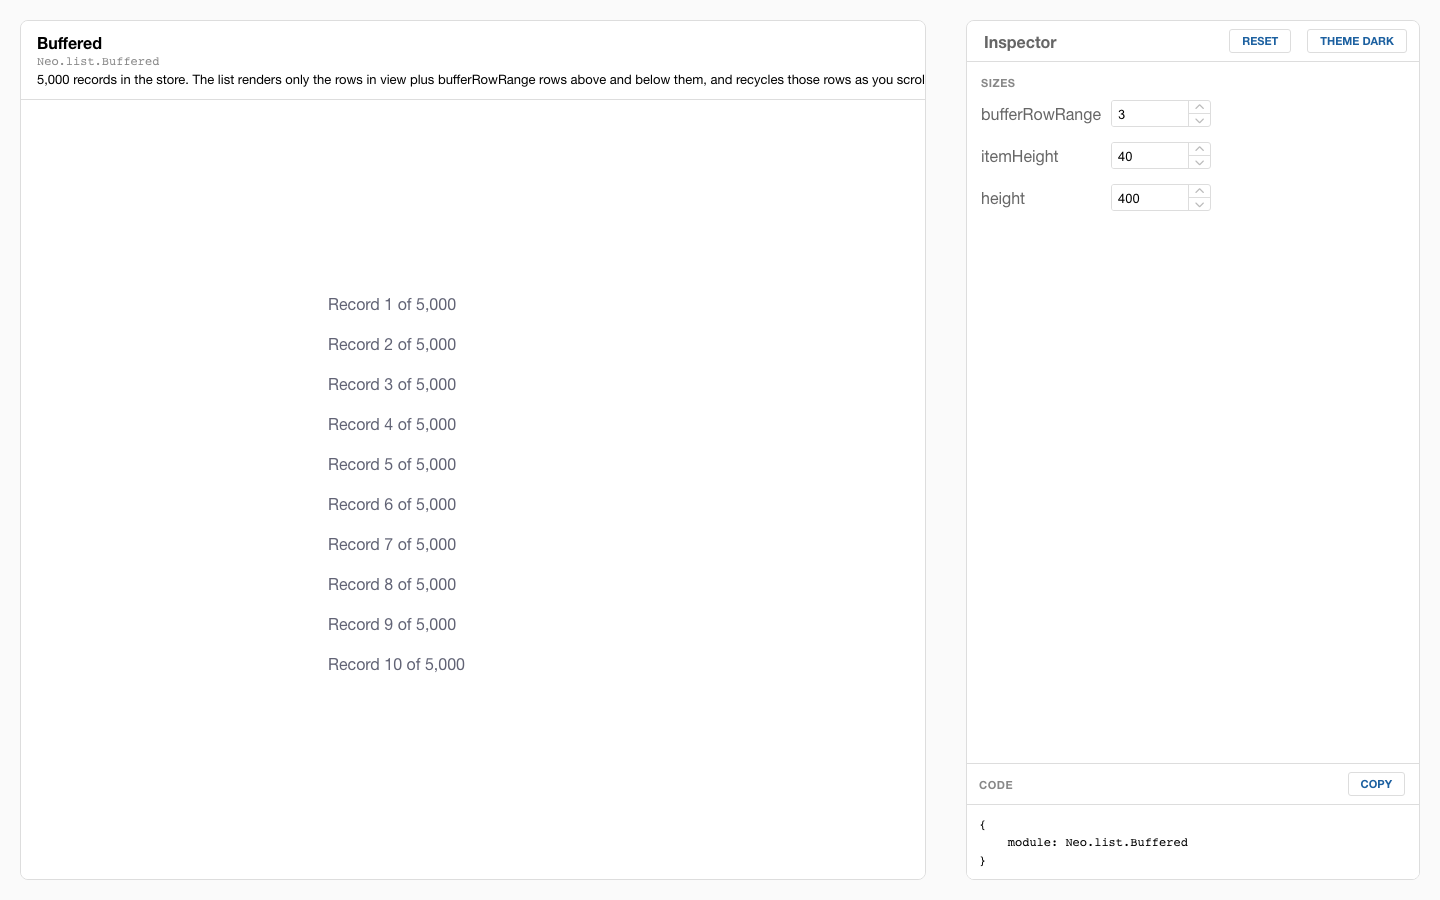 Buffered
Neo.list.Buffered
5,000 records in the store. The list renders only the rows in view plus bufferRowRange rows above and below them, and recycles those rows as you scrol
Record 1 of 5,000
Record 2 of 5,000
Record 3 of 5,000
Record 4 of 5,000
Record 5 of 5,000
Record 6 of 5,000
Record 7 of 5,000
Record 8 of 5,000
Record 9 of 5,000
Record 10 of 5,000
Inspector
RESET
THEME DARK
SIZES
bufferRowRange 3
itemHeight 40
height 400
CODE
COPY
{
module: Neo.list.Buffered
}